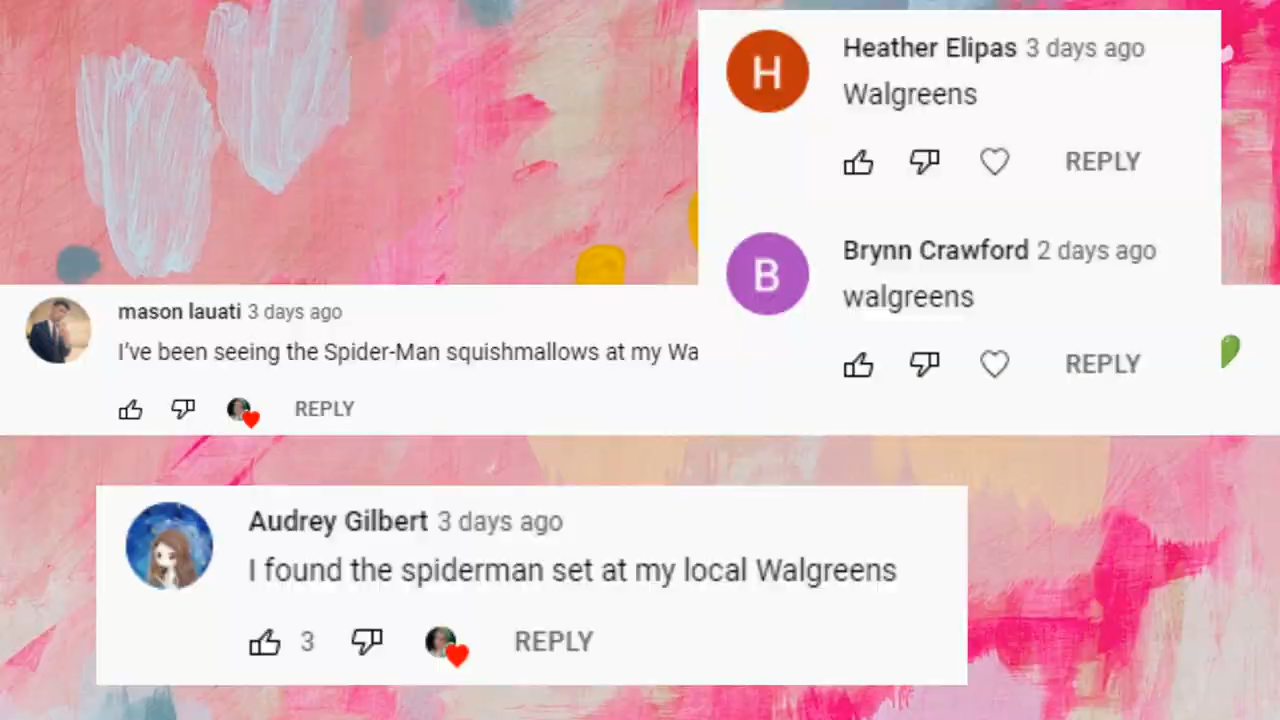 H
Heather Elipas 3 days ago
Walgreens
REPLY
B
Brynn Crawford 2 days ago
walgreens
REPLY
mason lauati 3 days ago
I've been seeing the Spider-Man squishmallows at my Wa
REPLY
Audrey Gilbert 3 days ago
I found the spiderman set at my local Walgreens
3
REPLY